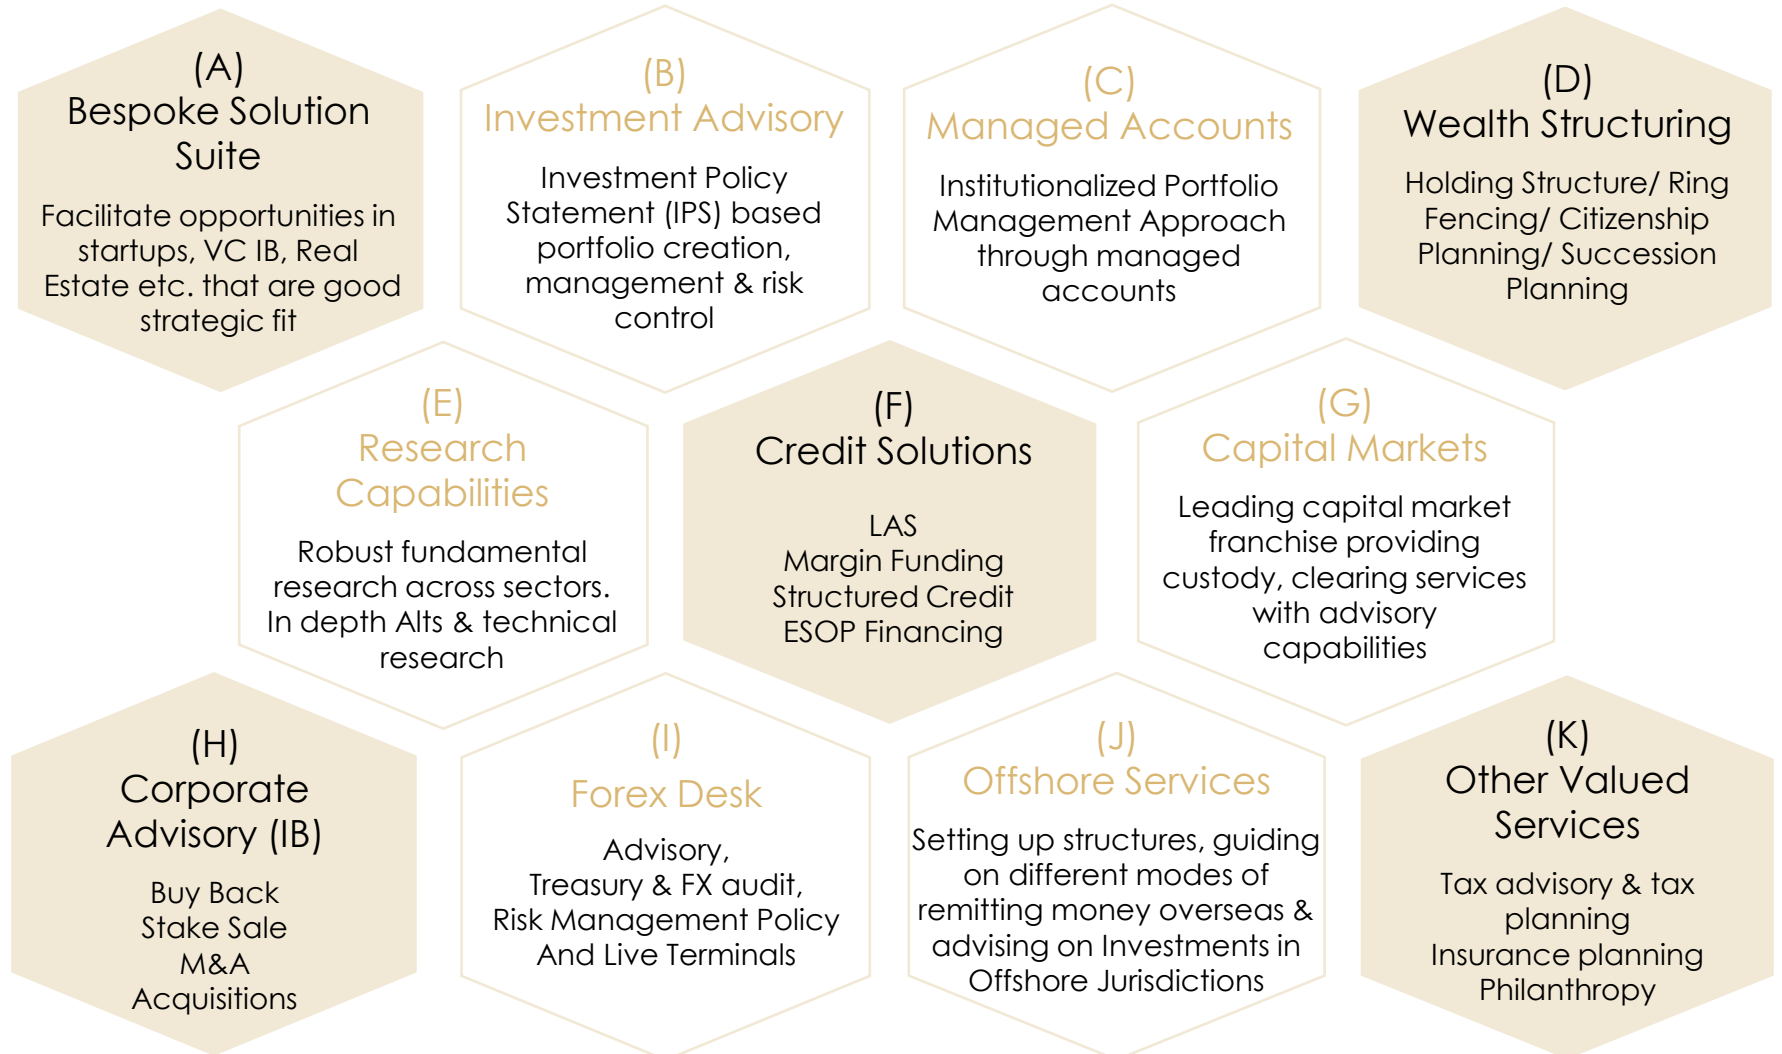 (A)
Bespoke Solution
Suite
Facilitate opportunities in
startups, VC IB, Real
Estate etc. that are good
strategic fit
(B)
Investment Advisory
Investment Policy
Statement (IPS) based
portfolio creation,
management & risk
control
(C)
Managed Accounts
Institutionalized Portfolio
Management Approach
through managed
accounts
(D)
Wealth Structuring
Holding Structure/ Ring
Fencing/ Citizenship
Planning/ Succession
Planning
(E)
Research
Capabilities
Robust fundamental
research across sectors.
In depth Alts & technical
research
(F)
Credit Solutions
LAS
Margin Funding
Structured Credit
ESOP Financing
(G)
Capital Markets
Leading capital market
franchise providing
custody, clearing services
with advisory
capabilities
(H)
Corporate
Advisory (IB)
Buy Back
Stake Sale
M&A
Acquisitions
(I)
Forex Desk
Advisory,
Treasury & FX audit,
Risk Management Policy
And Live Terminals
(J)
Offshore Services
Setting up structures, guiding
on different modes of
remitting money overseas &
advising on Investments in
Offshore Jurisdictions
(K)
Other Valued
Services
Tax advisory & tax
planning
Insurance planning
Philanthropy